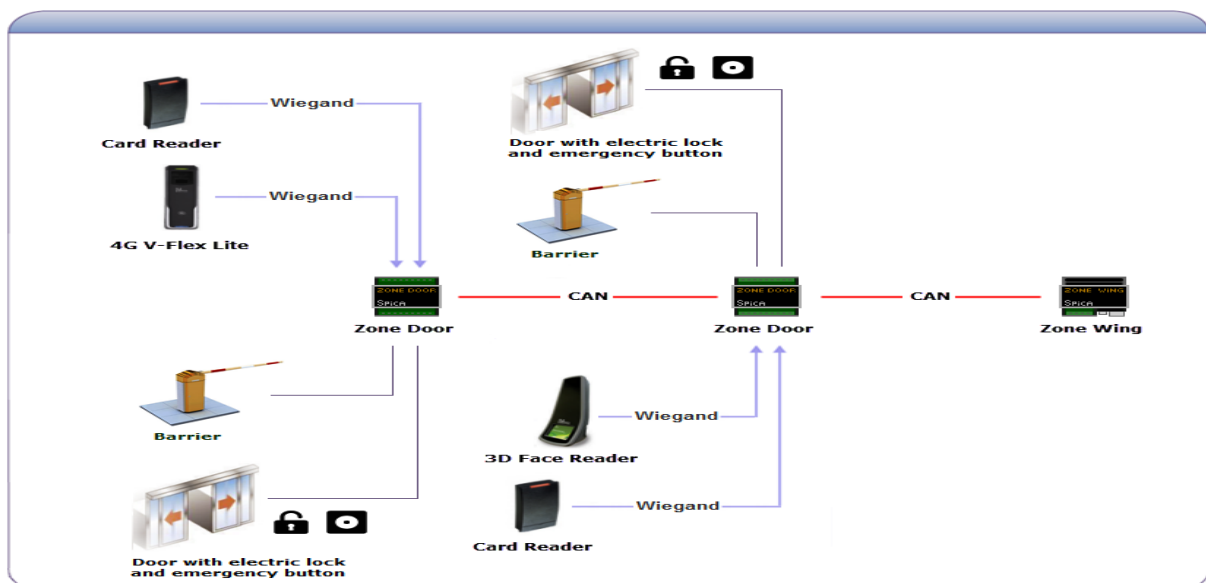 Wiegand
Card Reader
Wiegand
4G V-Flex Lite
Door with electric lock
and emergency button
Barrier
ZONE DOOR
SPICA
Zone Door
CAN
ZONE DOOR
SPICA
Zone Door
CAN
ZONE WING
SPICA
Zone Wing
Barrier
Wiegand
3D Face Reader
Wiegand
Card Reader
Door with electric lock
and emergency button